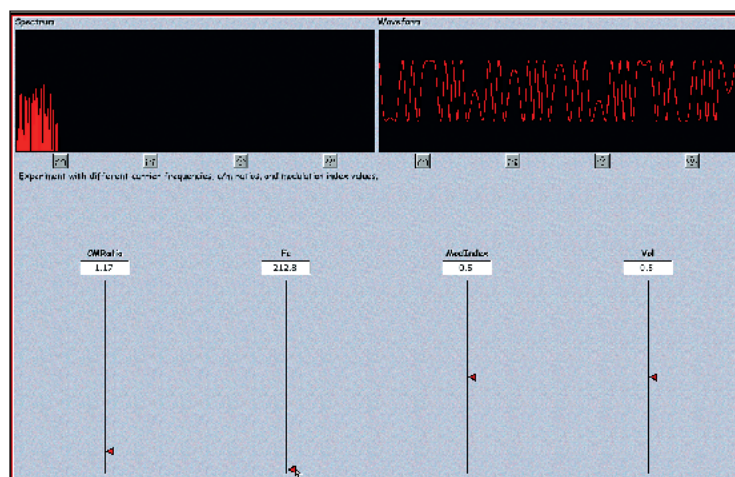 Spectrum Waveform
Experiment with different carrier frequencies, c/m ratios, and modulation index values.
CMRatio Fc ModIndex Vol
1.17 212.8 0.5 0.5